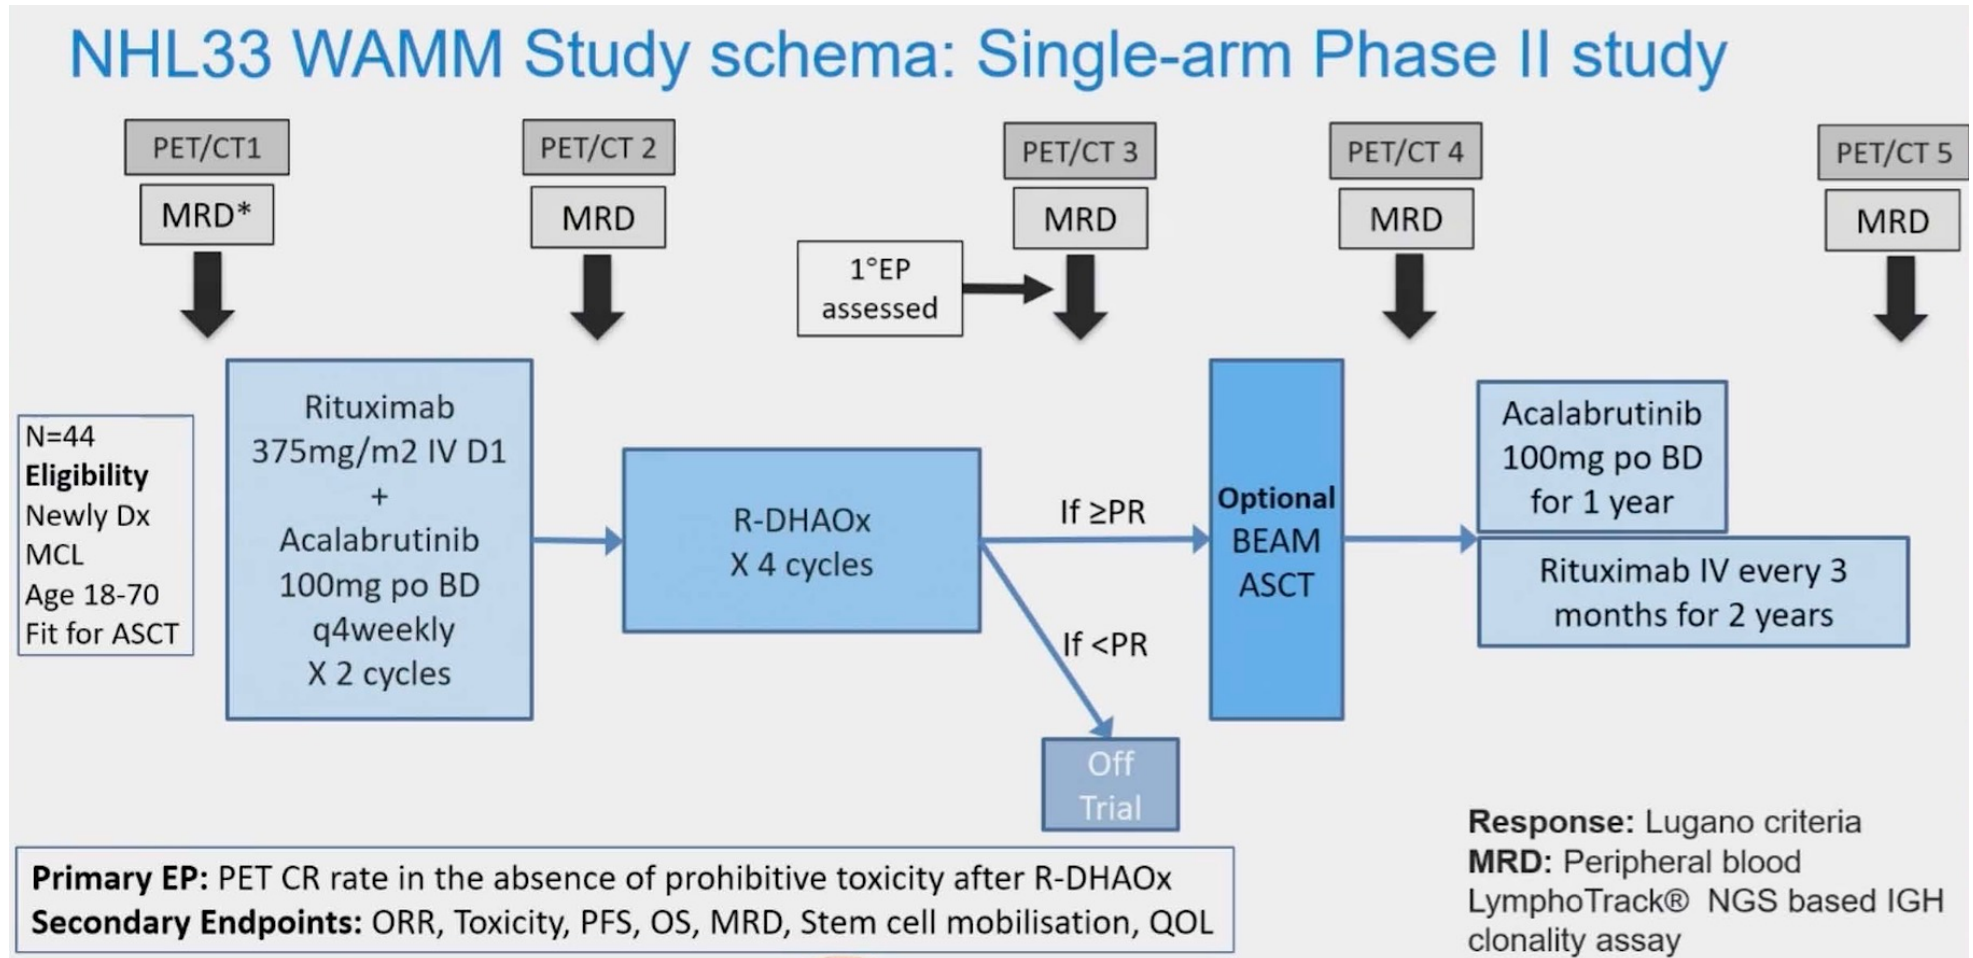 NHL33 WAMM Study schema: Single-arm Phase II study
PET/CT1
MRD*
PET/CT 2
MRD
PET/CT 3
MRD
PET/CT 4
MRD
PET/CT 5
MRD
1°EP
assessed
N=44
Eligibility
Newly Dx
MCL
Age 18-70
Fit for ASCT
Rituximab
375mg/m2 IV D1
+
Acalabrutinib
100mg po BD
q4weekly
X 2 cycles
R-DHAOx
X 4 cycles
If ≥PR
If <PR
Off
Trial
Optional
BEAM
ASCT
Acalabrutinib
100mg po BD
for 1 year
Rituximab IV every 3
months for 2 years
Primary EP: PET CR rate in the absence of prohibitive toxicity after R-DHAOx
Secondary Endpoints: ORR, Toxicity, PFS, OS, MRD, Stem cell mobilisation, QOL
Response: Lugano criteria
MRD: Peripheral blood
LymphoTrack® NGS based IGH
clonality assay